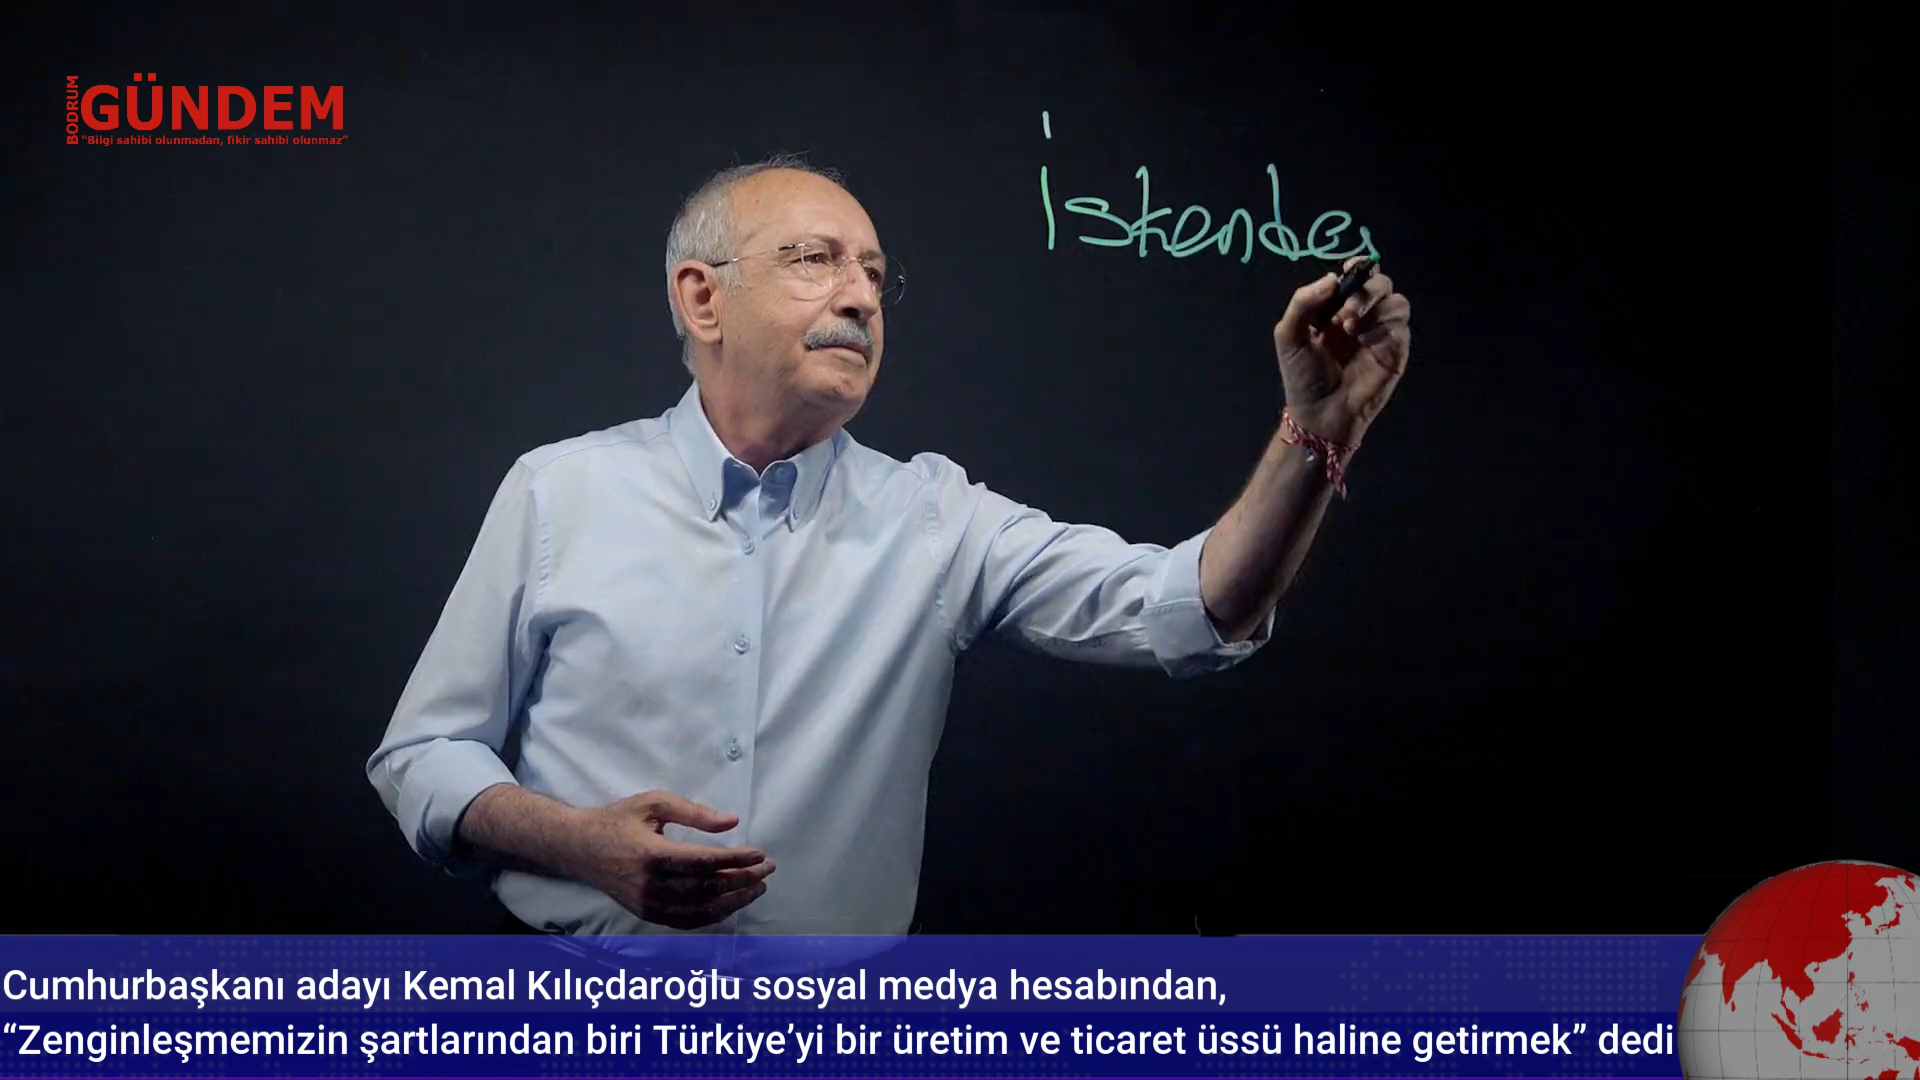 BODRUM
GÜNDEM
“Bilgi sahibi olunmadan, fikir sahibi olunmaz”
İskender
Cumhurbaşkanı adayı Kemal Kılıçdaroğlu sosyal medya hesabından,
“Zenginleşmemizin şartlarından biri Türkiye’yi bir üretim ve ticaret üssü haline getirmek” dedi